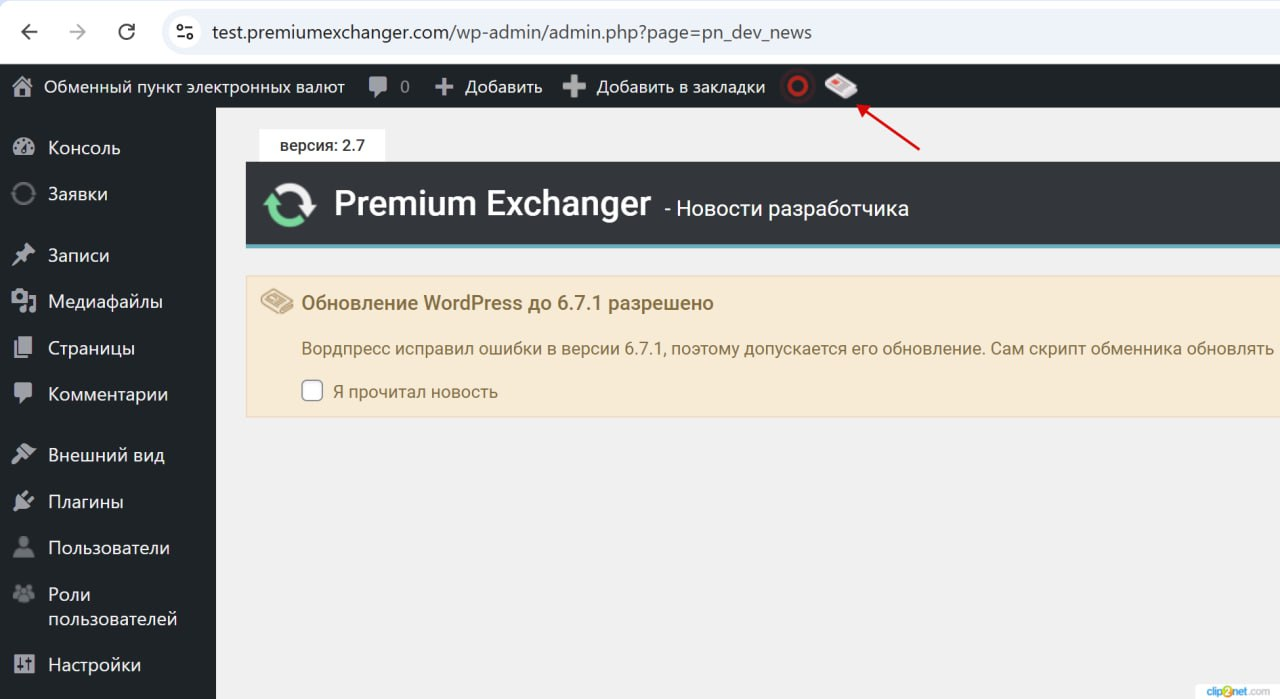 test.premiumexchanger.com/wp-admin/admin.php?page=pn_dev_news
Обменный пункт электронных валют 0 Добавить Добавить в закладки
Консоль
Заявки
Записи
Медиафайлы
Страницы
Комментарии
Внешний вид
Плагины
Пользователи
Роли
пользователей
Настройки
версия: 2.7
Premium Exchanger - Новости разработчика
Обновление WordPress до 6.7.1 разрешено
Вордпресс исправил ошибки в версии 6.7.1, поэтому допускается его обновление. Сам скрипт обменника обновлять
Я прочитал новость
clip2net.com